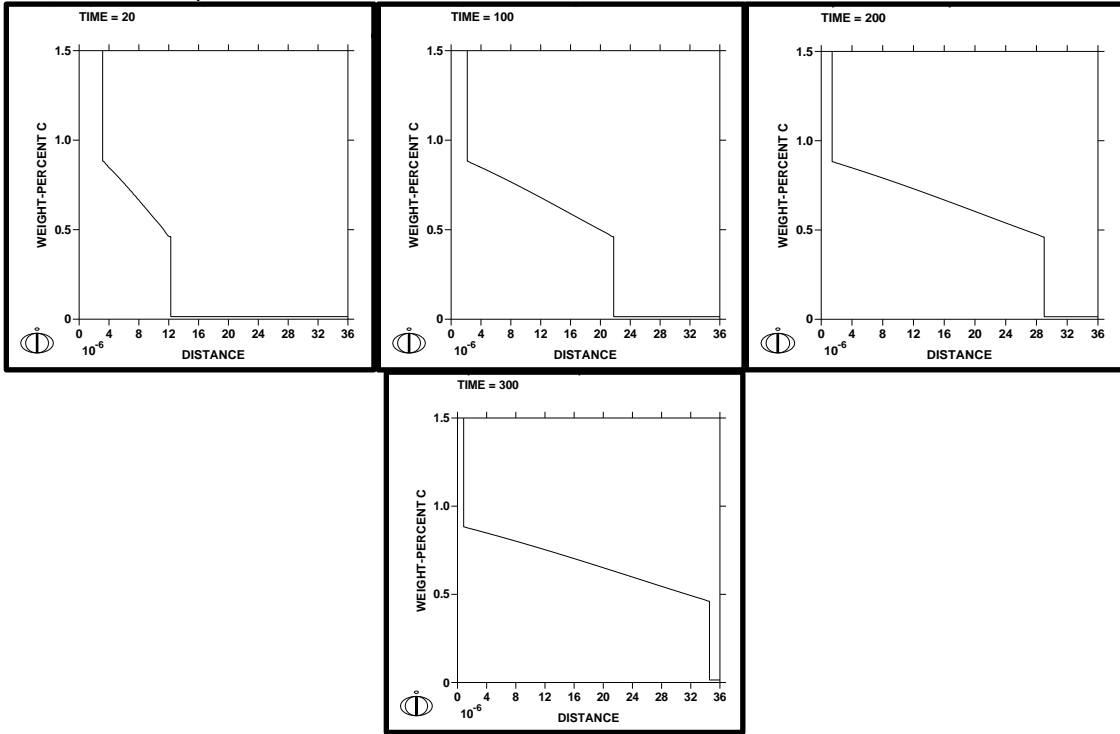 TIME = 20
1.5
1.0
0.5
0
WEIGHT-PERCENT C
0 4 8 12 16 20 24 28 32 36
10-6
DISTANCE
TIME = 100
1.5
1.0
0.5
0
WEIGHT-PERCENT C
0 4 8 12 16 20 24 28 32 36
10-6
DISTANCE
TIME = 200
1.5
1.0
0.5
0
WEIGHT-PERCENT C
0 4 8 12 16 20 24 28 32 36
10-6
DISTANCE
TIME = 300
1.5
1.0
0.5
0
WEIGHT-PERCENT C
0 4 8 12 16 20 24 28 32 36
10-6
DISTANCE